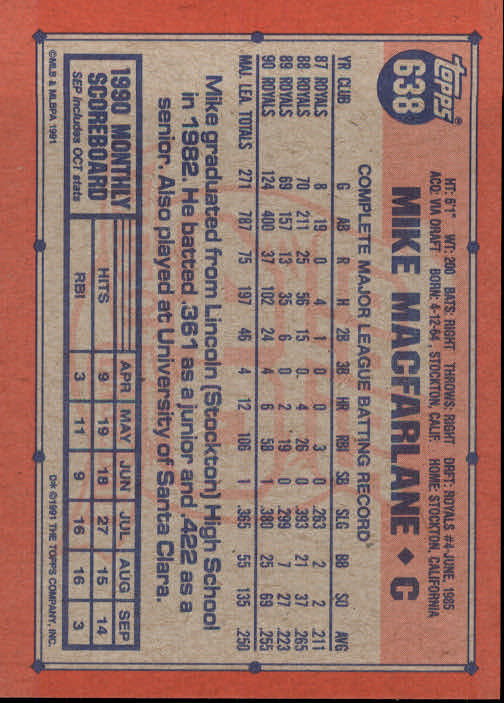 topps®
638
HT: 6'1" WT: 200 BATS: RIGHT THROWS: RIGHT DRFT: ROYALS #4-JUNE, 1985
ACQ: VIA DRAFT BORN: 4-12-64, STOCKTON, CALIF. HOME: STOCKTON, CALIFORNIA
MIKE MACFARLANE ◆ C
COMPLETE MAJOR LEAGUE BATTING RECORD
YR CLUB G AB R H 2B 3B HR RBI SB SLG BB SO AVG
87 ROYALS 8 19 0 4 1 0 0 3 0 .263 2 2 .211
88 ROYALS 70 211 25 56 15 0 4 26 0 .393 21 37 .265
89 ROYALS 69 157 13 35 6 0 2 19 0 .299 7 27 .223
90 ROYALS 124 400 37 102 24 4 6 58 1 .380 25 69 .255
MAJ. LEA. TOTALS 271 787 75 197 46 4 12 106 1 .365 55 135 .250
Mike graduated from Lincoln (Stockton) High School
in 1982. He batted .361 as a junior and .422 as a
senior. Also played at University of Santa Clara.
1990 MONTHLY
SCOREBOARD
SEP includes OCT stats
APR MAY JUN JUL AUG SEP
HITS 9 19 18 27 15 14
RBI 3 11 9 16 16 3
©MLB & MLBPA 1991
D* ©1991 THE TOPPS COMPANY, INC.